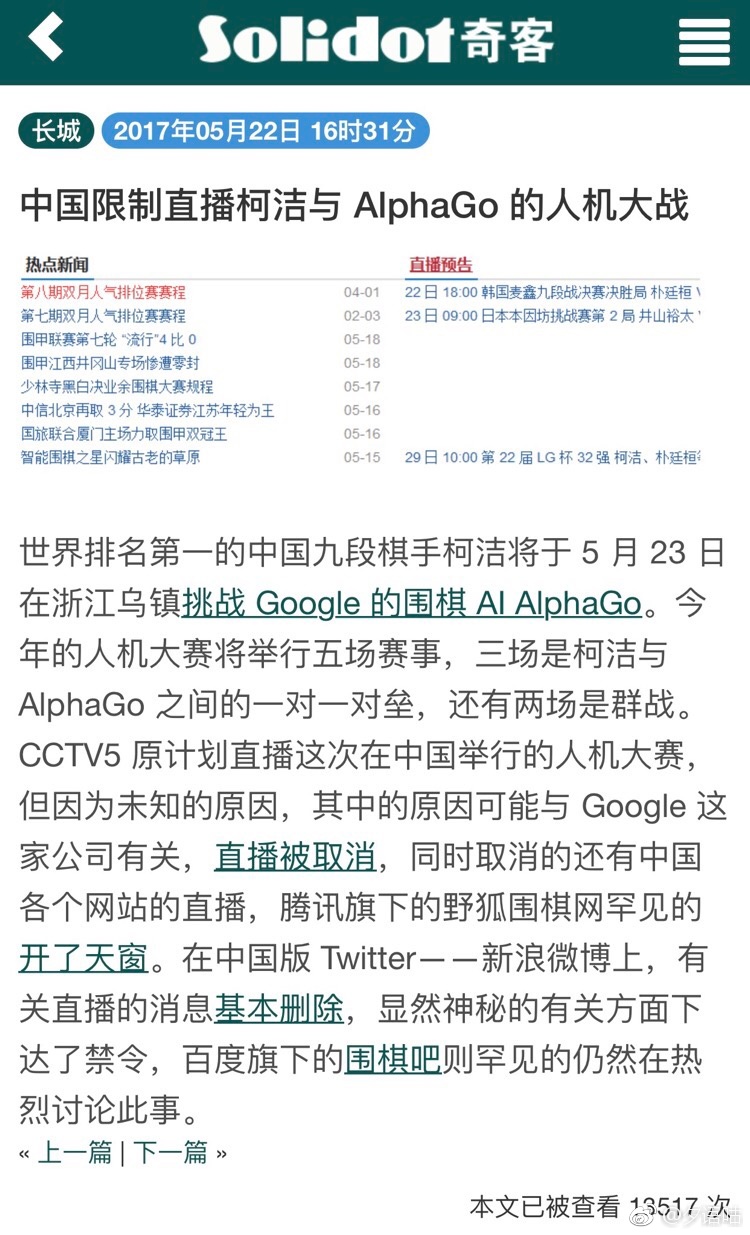 Solidot奇客
长城 2017年05月22日 16时31分
中国限制直播柯洁与 AlphaGo 的人机大战
热点新闻 直播预告
第八期双月人气排位赛赛程 04-01 22日 18:00 韩国麦鑫九段战决赛决胜局 朴廷桓
第七期双月人气排位赛赛程 02-03 23日 09:00 日本本因坊挑战赛第 2 局 井山裕太
围甲联赛第七轮 “流行”4 比 0 05-18
围甲江西井冈山专场惨遭零封 05-18
少林寺黑白决业余围棋大赛规程 05-17
中信北京再取 3 分 华泰证券江苏年轻为王 05-16
国旅联合厦门主场力取围甲双冠王 05-16
智能围棋之星闪耀古老的草原 05-15 29日 10:00 第 22 届 LG 杯 32 强 柯洁、朴廷桓
世界排名第一的中国九段棋手柯洁将于 5 月 23 日
在浙江乌镇挑战 Google 的围棋 AI AlphaGo。今
年的人机大赛将举行五场赛事，三场是柯洁与
AlphaGo 之间的一对一对垒，还有两场是群战。
CCTV5 原计划直播这次在中国举行的人机大赛，
但因为未知的原因，其中的原因可能与 Google 这
家公司有关，直播被取消，同时取消的还有中国
各个网站的直播，腾讯旗下的野狐围棋网罕见的
开了天窗。在中国版 Twitter——新浪微博上，有
关直播的消息基本删除，显然神秘的有关方面下
达了禁令，百度旗下的围棋吧则罕见的仍然在热
烈讨论此事。
« 上一篇 | 下一篇 »
本文已被查看 13517 次